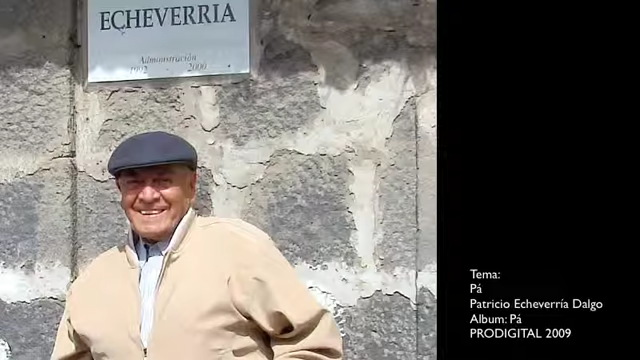 ECHEVERRIA
Administración
1992 - 2000
Tema:
Pá
Patricio Echeverría Dalgo
Album: Pá
PRODIGITAL 2009